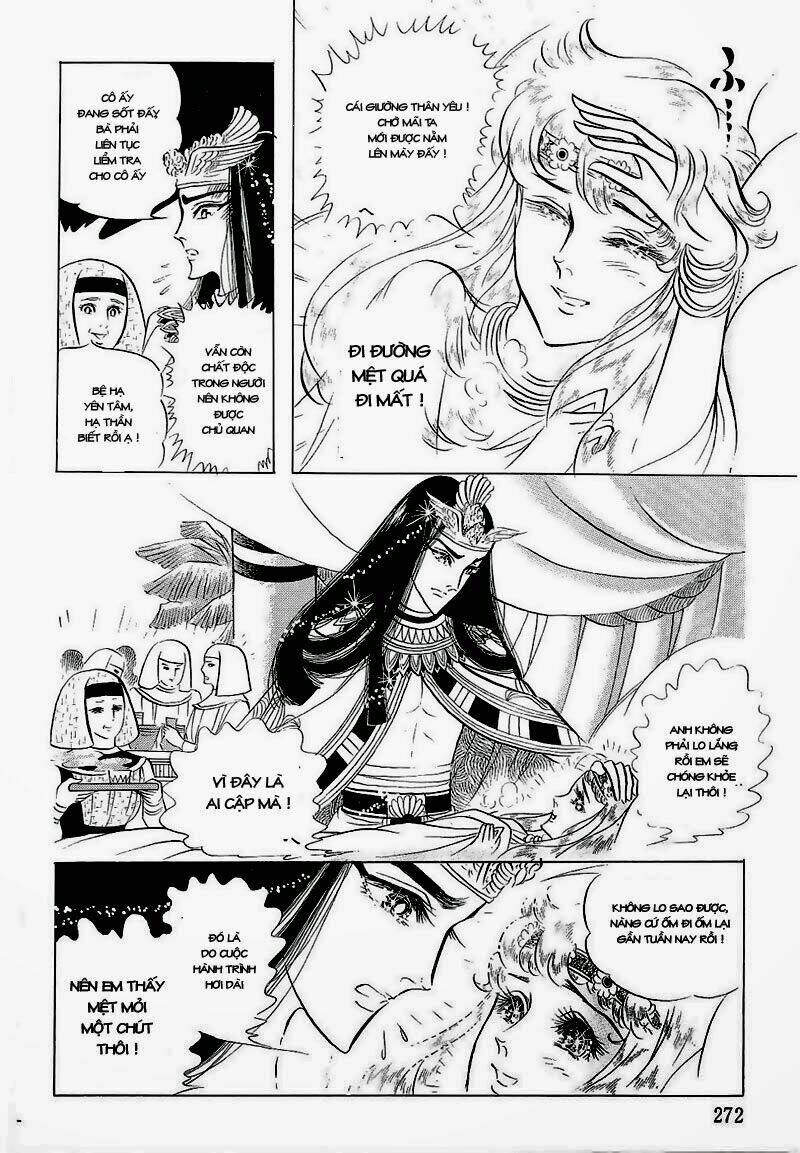 ふー…
CÁI GIƯỜNG THÂN YÊU !
CHỜ MÃI TA
MỚI ĐƯỢC NẰM
LÊN MÀY ĐẤY !
ĐI ĐƯỜNG
MỆT QUÁ
ĐI MẤT !
CÔ ẤY
ĐANG SỐT ĐẤY,
BÀ PHẢI
LIÊN TỤC
LIỂM TRA
CHO CÔ ẤY
VẪN CÒN
CHẤT ĐỘC
TRONG NGƯỜI
NÊN KHÔNG
ĐƯỢC
CHỦ QUAN
BỆ HẠ
YÊN TÂM,
HẠ THẦN
BIẾT RỒI Ạ !
ANH KHÔNG
PHẢI LO LẮNG,
RỒI EM SẼ
CHÓNG KHỎE
LẠI THÔI !
VÌ ĐÂY LÀ
AI CẬP MÀ !
KHÔNG LO SAO ĐƯỢC,
NÀNG CỨ ỐM ĐI ỐM LẠI
GẦN TUẦN NAY RỒI !
ĐÓ LÀ
DO CUỘC
HÀNH TRÌNH
HƠI DÀI
NÊN EM THẤY
MỆT MỎI
MỘT CHÚT
THÔI !
272